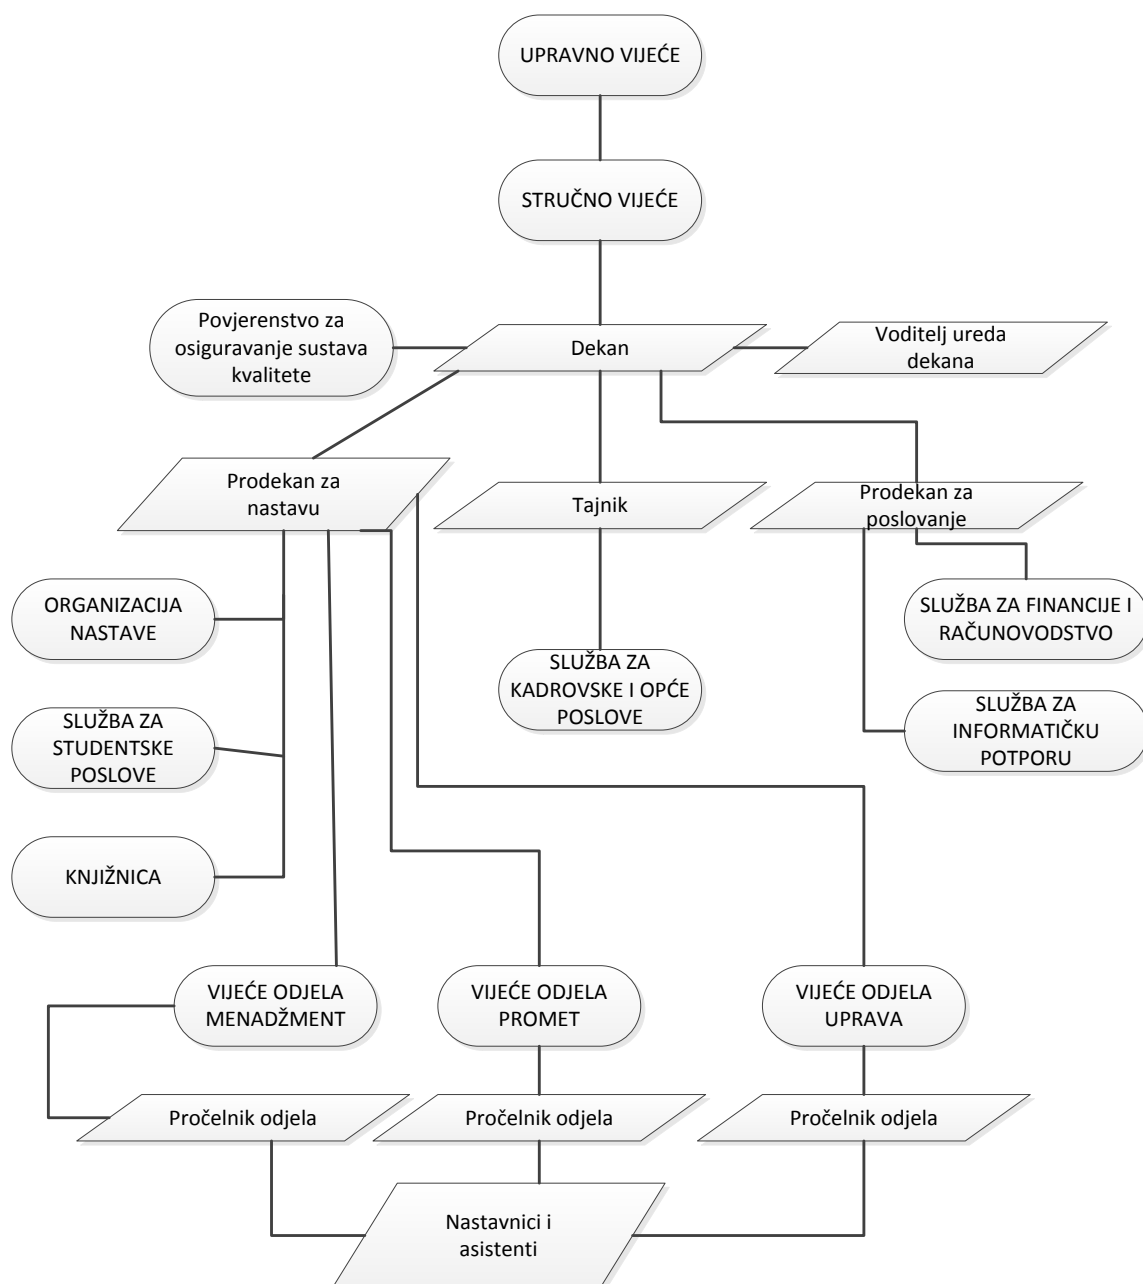 UPRAVNO VIJEĆE
STRUČNO VIJEĆE
Povjerenstvo za
osiguravanje sustava
kvalitete
Dekan
Voditelj ureda
dekana
Prodekan za
nastavu
Tajnik
Prodekan za
poslovanje
ORGANIZACIJA
NASTAVE
SLUŽBA ZA
KADROVSKE I OPĆE
POSLOVE
SLUŽBA ZA FINANCIJE I
RAČUNOVODSTVO
SLUŽBA ZA
STUDENTSKE
POSLOVE
SLUŽBA ZA
INFORMATIČKU
POTPORU
KNJIŽNICA
VIJEĆE ODJELA
MENADŽMENT
VIJEĆE ODJELA
PROMET
VIJEĆE ODJELA
UPRAVA
Pročelnik odjela
Pročelnik odjela
Pročelnik odjela
Nastavnici i
asistenti